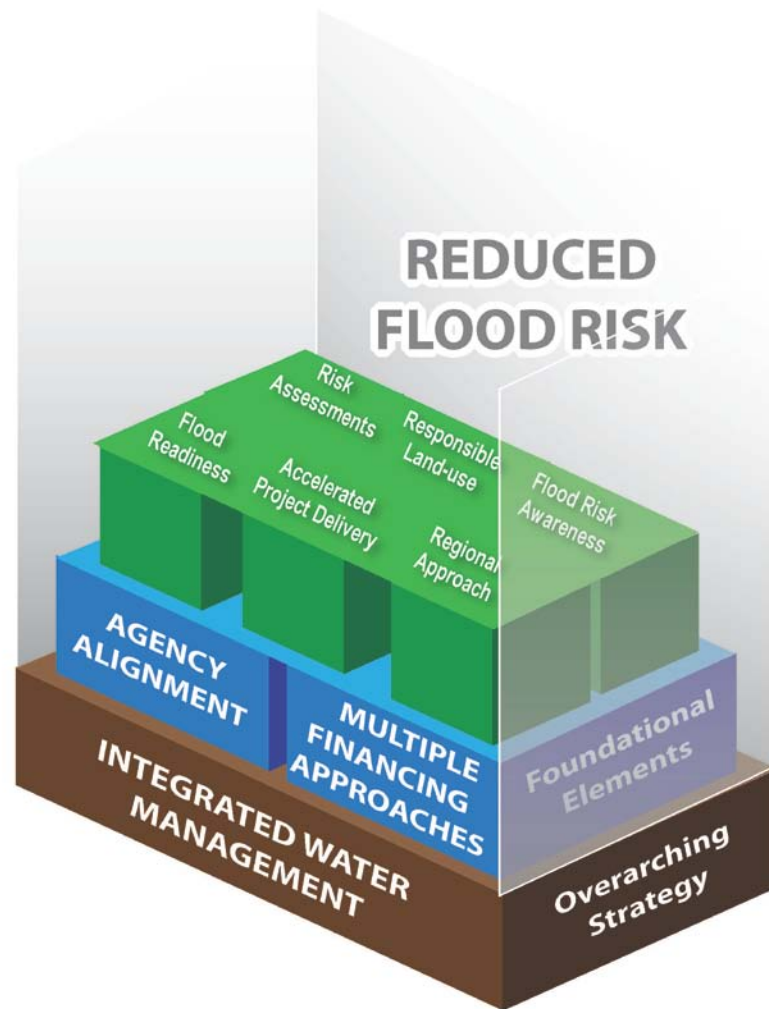 REDUCED
FLOOD RISK
Risk
Assessments
Responsible
Land-use
Flood Risk
Awareness
Flood
Readiness
Accelerated
Project Delivery
Regional
Approach
AGENCY
ALIGNMENT
MULTIPLE
FINANCING
APPROACHES
Foundational
Elements
INTEGRATED WATER
MANAGEMENT
Overarching
Strategy